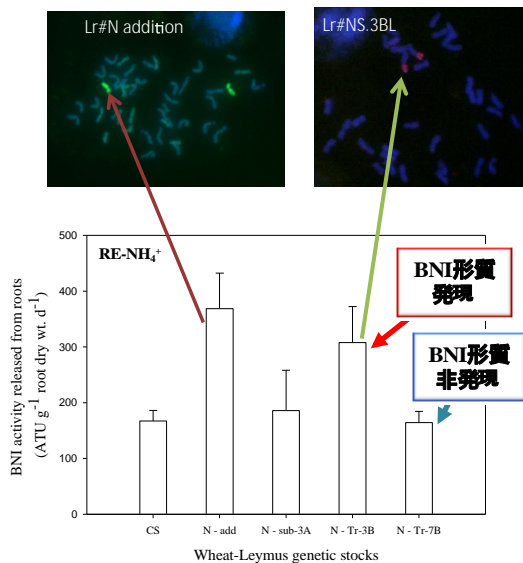 Lr#N addition
Lr#NS.3BL
500
400
300
200
100
0
RE-NH₄⁺
BNI形質
発現
BNI形質
非発現
BNI activity released from roots
(ATU g⁻¹ root dry wt. d⁻¹)
CS
N - add
N - sub-3A
N - Tr-3B
N - Tr-7B
Wheat-Leymus genetic stocks